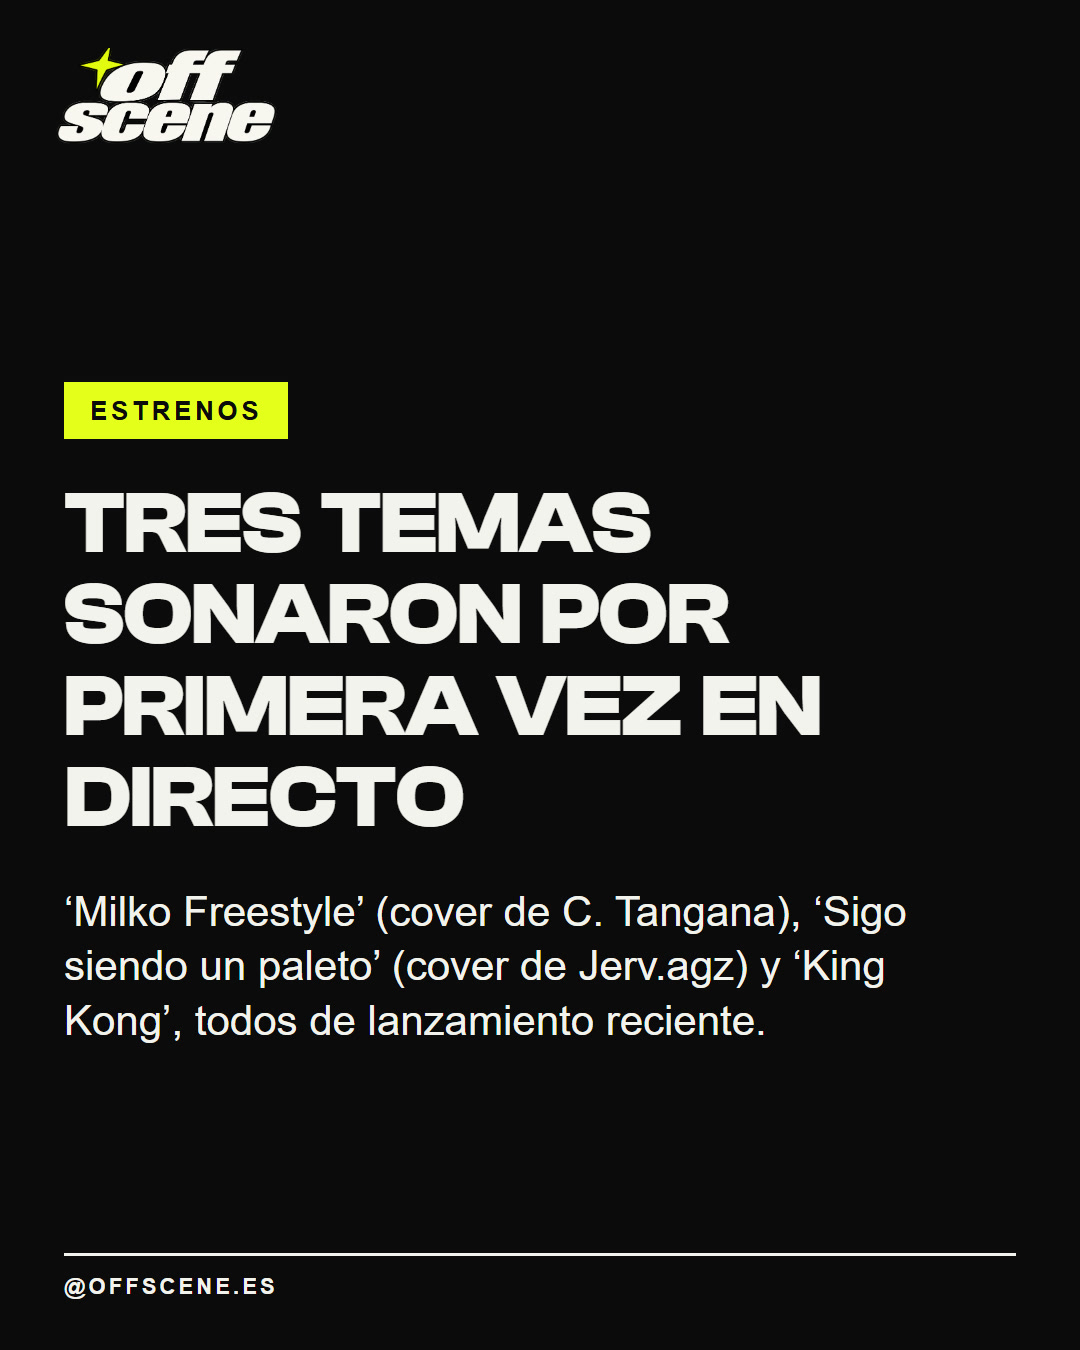 off
scene
ESTRENOS
TRES TEMAS
SONARON POR
PRIMERA VEZ EN
DIRECTO
‘Milko Freestyle’ (cover de C. Tangana), ‘Sigo
siendo un paleto’ (cover de Jerv.agz) y ‘King
Kong’, todos de lanzamiento reciente.
@OFFSCENE.ES